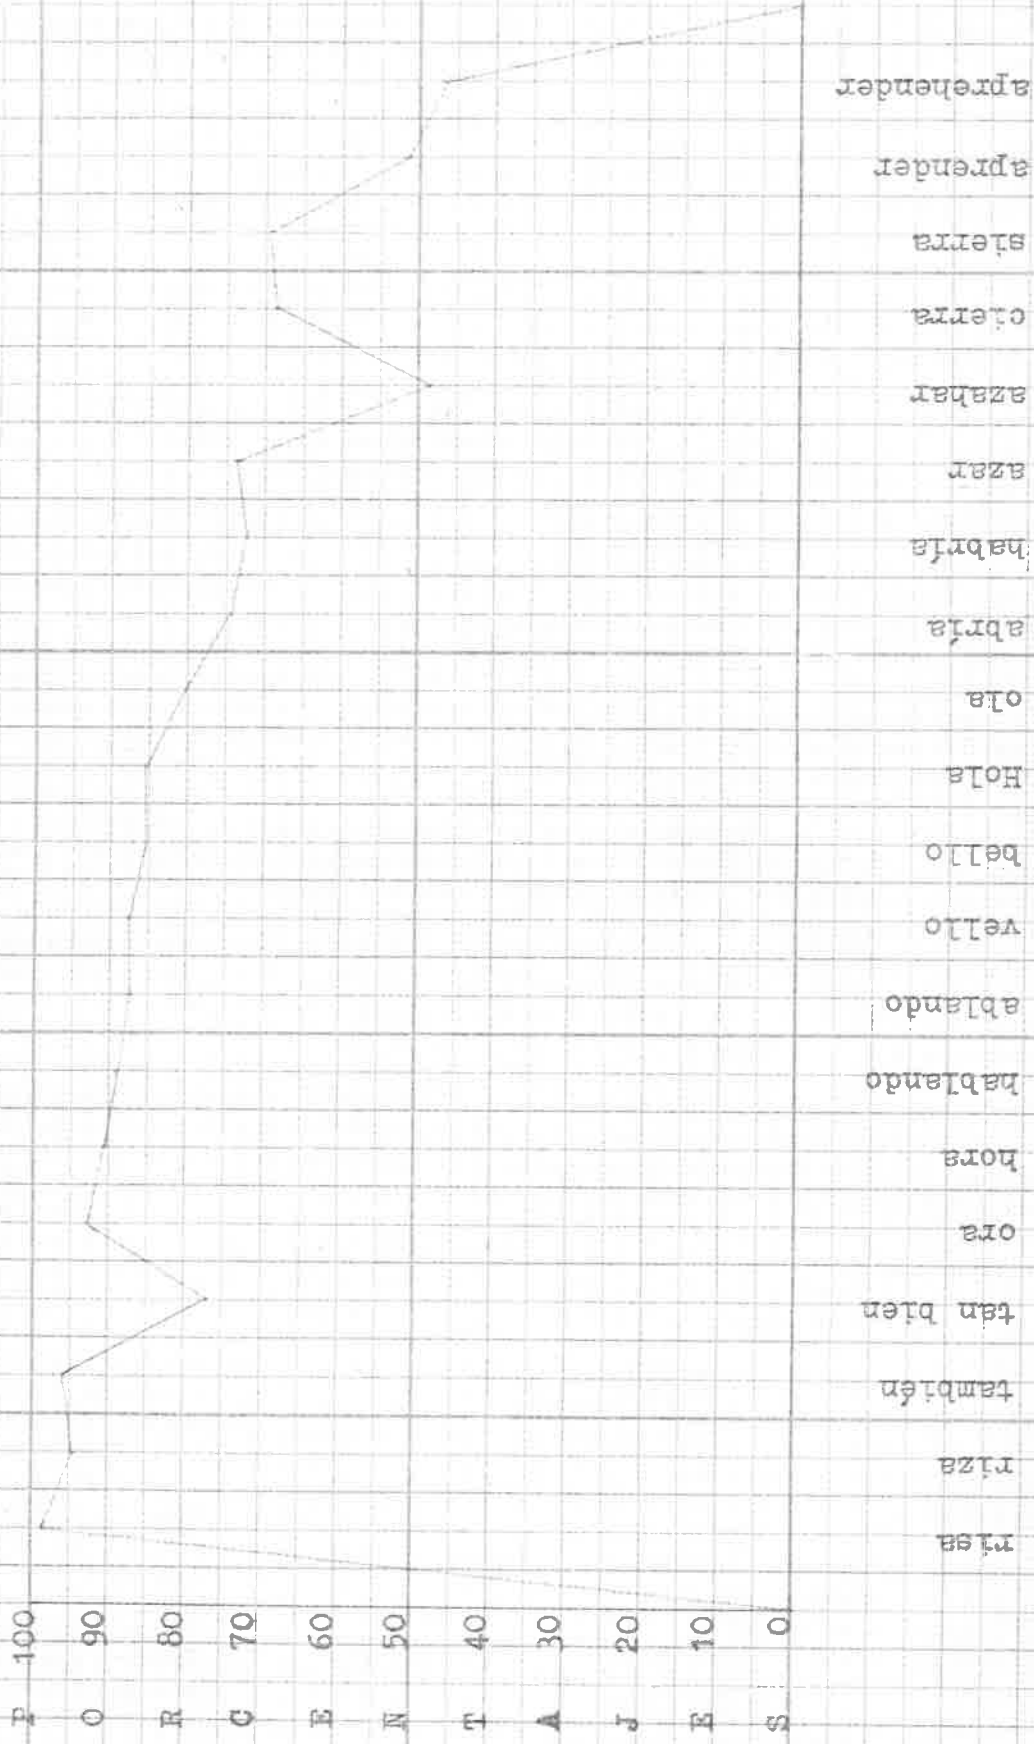 P O R C E N T A J E S
100
90
80
70
60
50
40
30
20
10
0
risa
riza
también
tan bien
ora
hora
hablando
ablando
vello
bello
Hola
ola
abría
habría
azar
azahar
cierra
sierra
aprender
aprehender